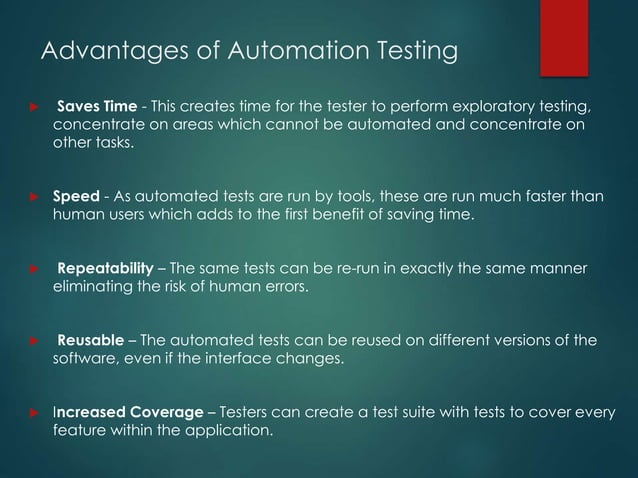 Advantages of Automation Testing
Saves Time - This creates time for the tester to perform exploratory testing,
concentrate on areas which cannot be automated and concentrate on
other tasks.
Speed - As automated tests are run by tools, these are run much faster than
human users which adds to the first benefit of saving time.
Repeatability – The same tests can be re-run in exactly the same manner
eliminating the risk of human errors.
Reusable – The automated tests can be reused on different versions of the
software, even if the interface changes.
Increased Coverage – Testers can create a test suite with tests to cover every
feature within the application.